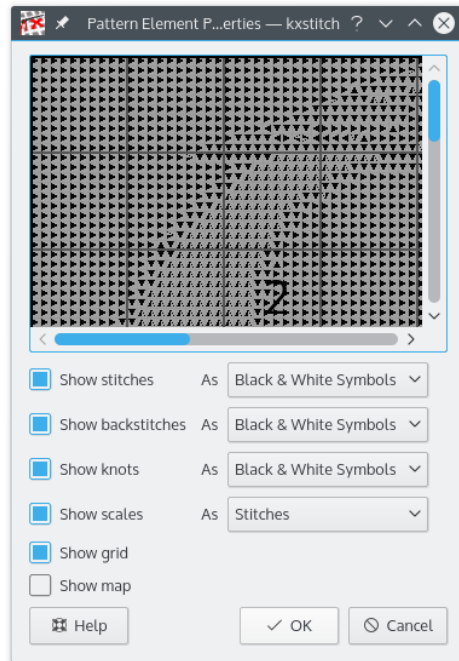 Pattern Element P...erties — kxstitch ?
2
Show stitches As Black & White Symbols
Show backstitches As Black & White Symbols
Show knots As Black & White Symbols
Show scales As Stitches
Show grid
Show map
Help OK Cancel